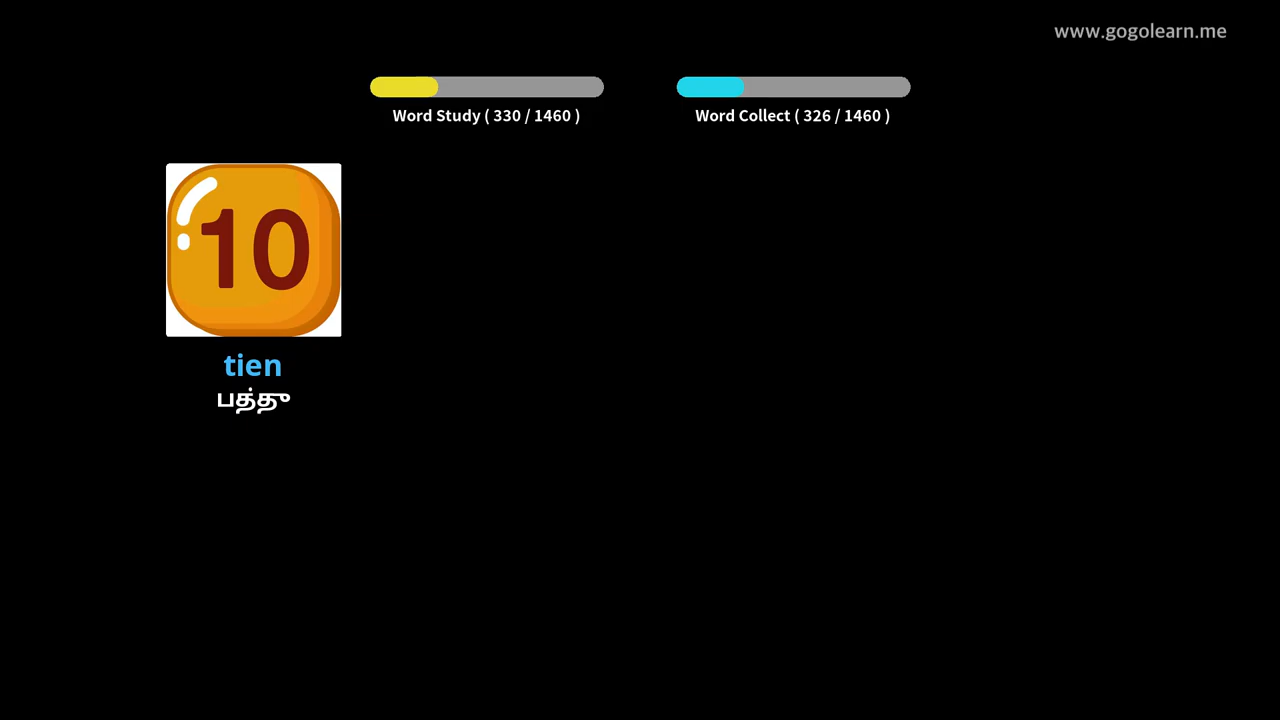 www.gogolearn.me
Word Study ( 330 / 1460 )
Word Collect ( 326 / 1460 )
10
tien
பத்து